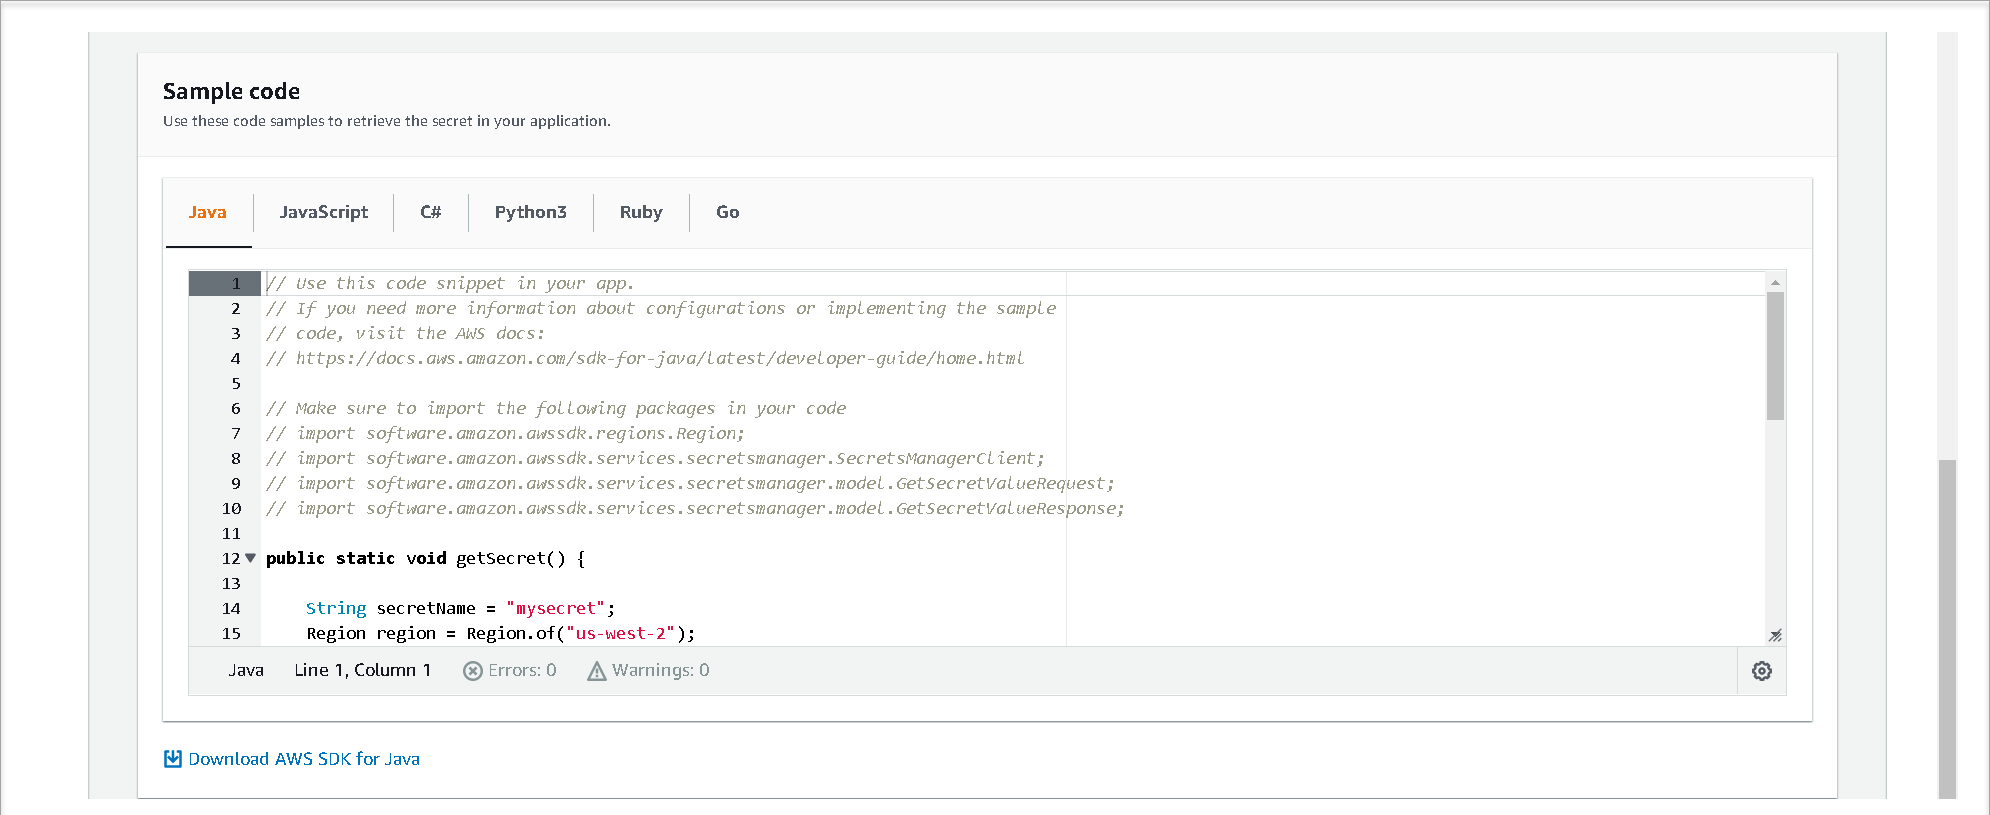 Sample code
Use these code samples to retrieve the secret in your application.
Java JavaScript C# Python3 Ruby Go
1 // Use this code snippet in your app.
2 // If you need more information about configurations or implementing the sample
3 // code, visit the AWS docs:
4 // https://docs.aws.amazon.com/sdk-for-java/latest/developer-guide/home.html
5
6 // Make sure to import the following packages in your code
7 // import software.amazon.awssdk.regions.Region;
8 // import software.amazon.awssdk.services.secretsmanager.SecretsManagerClient;
9 // import software.amazon.awssdk.services.secretsmanager.model.GetSecretValueRequest;
10 // import software.amazon.awssdk.services.secretsmanager.model.GetSecretValueResponse;
11
12 public static void getSecret() {
13
14     String secretName = "mysecret";
15     Region region = Region.of("us-west-2");
Java Line 1, Column 1 Errors: 0 Warnings: 0
Download AWS SDK for Java